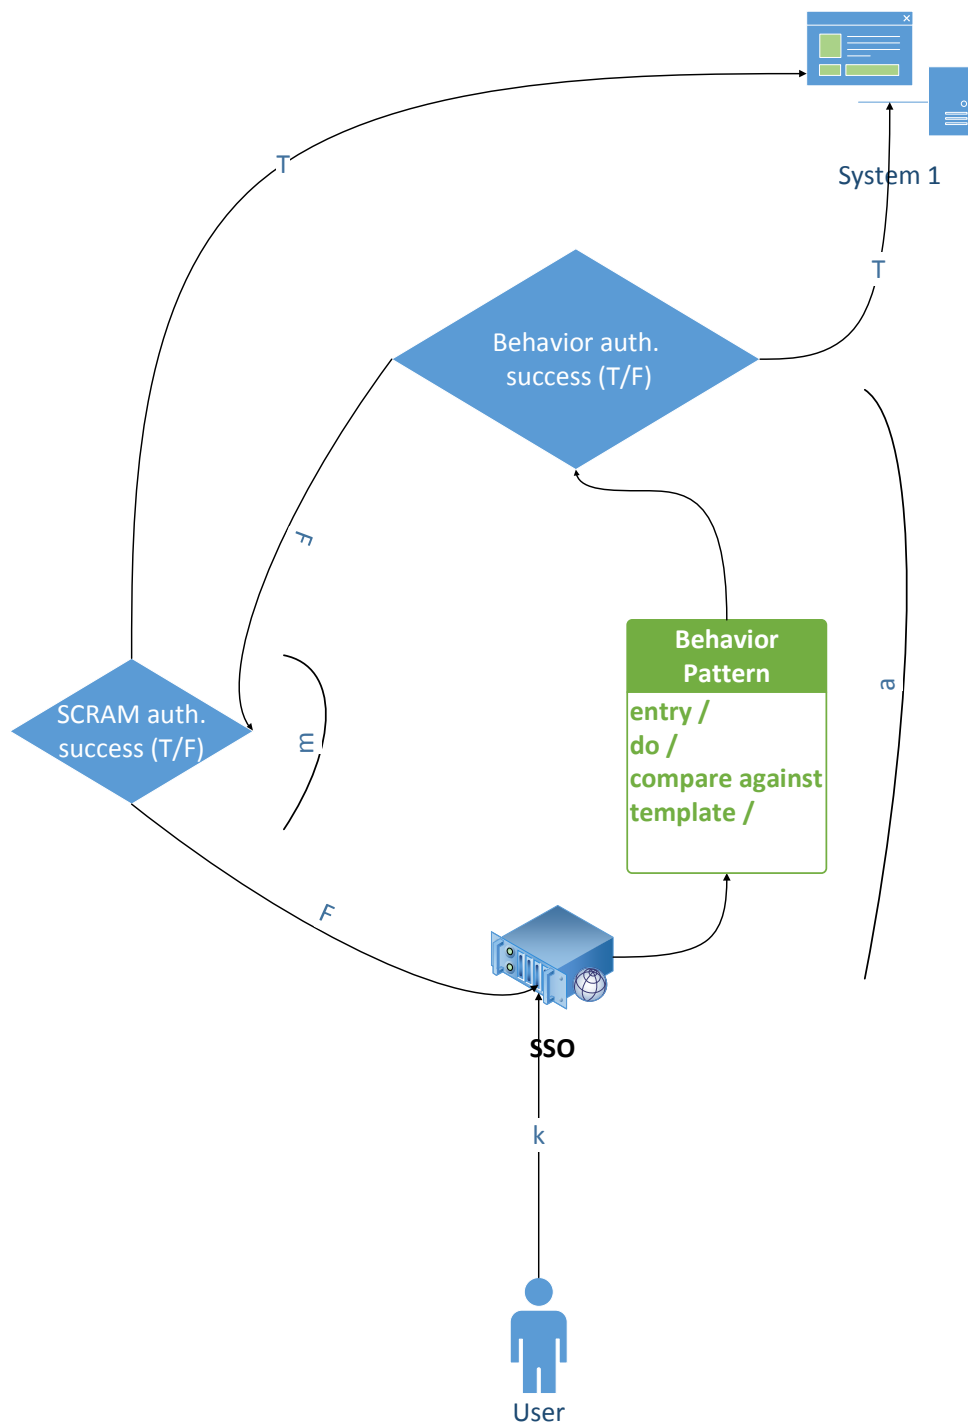 T
System 1
T
Behavior auth.
success (T/F)
F
Behavior
Pattern
entry /
do /
compare against
template /
a
SCRAM auth.
success (T/F)
m
F
SSO
k
User